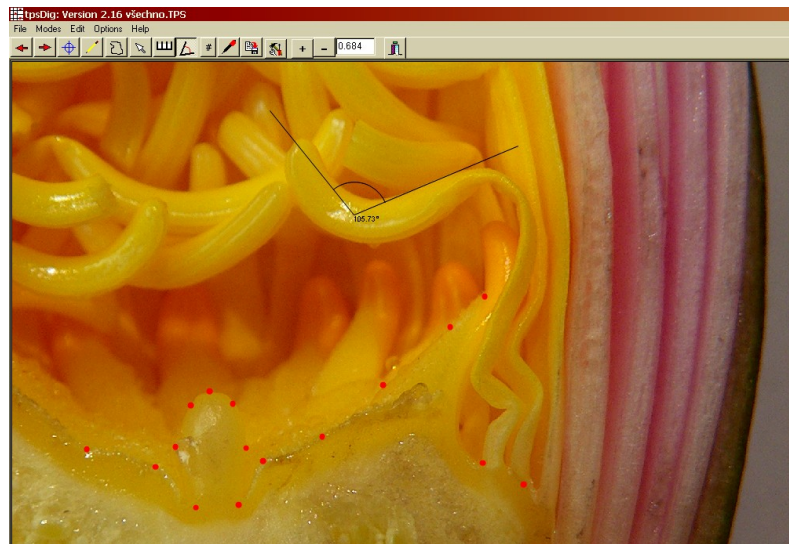 tpsDig: Version 2.16 všechno.TPS
File Modes Edit Options Help
# + - 0.684
105.73°